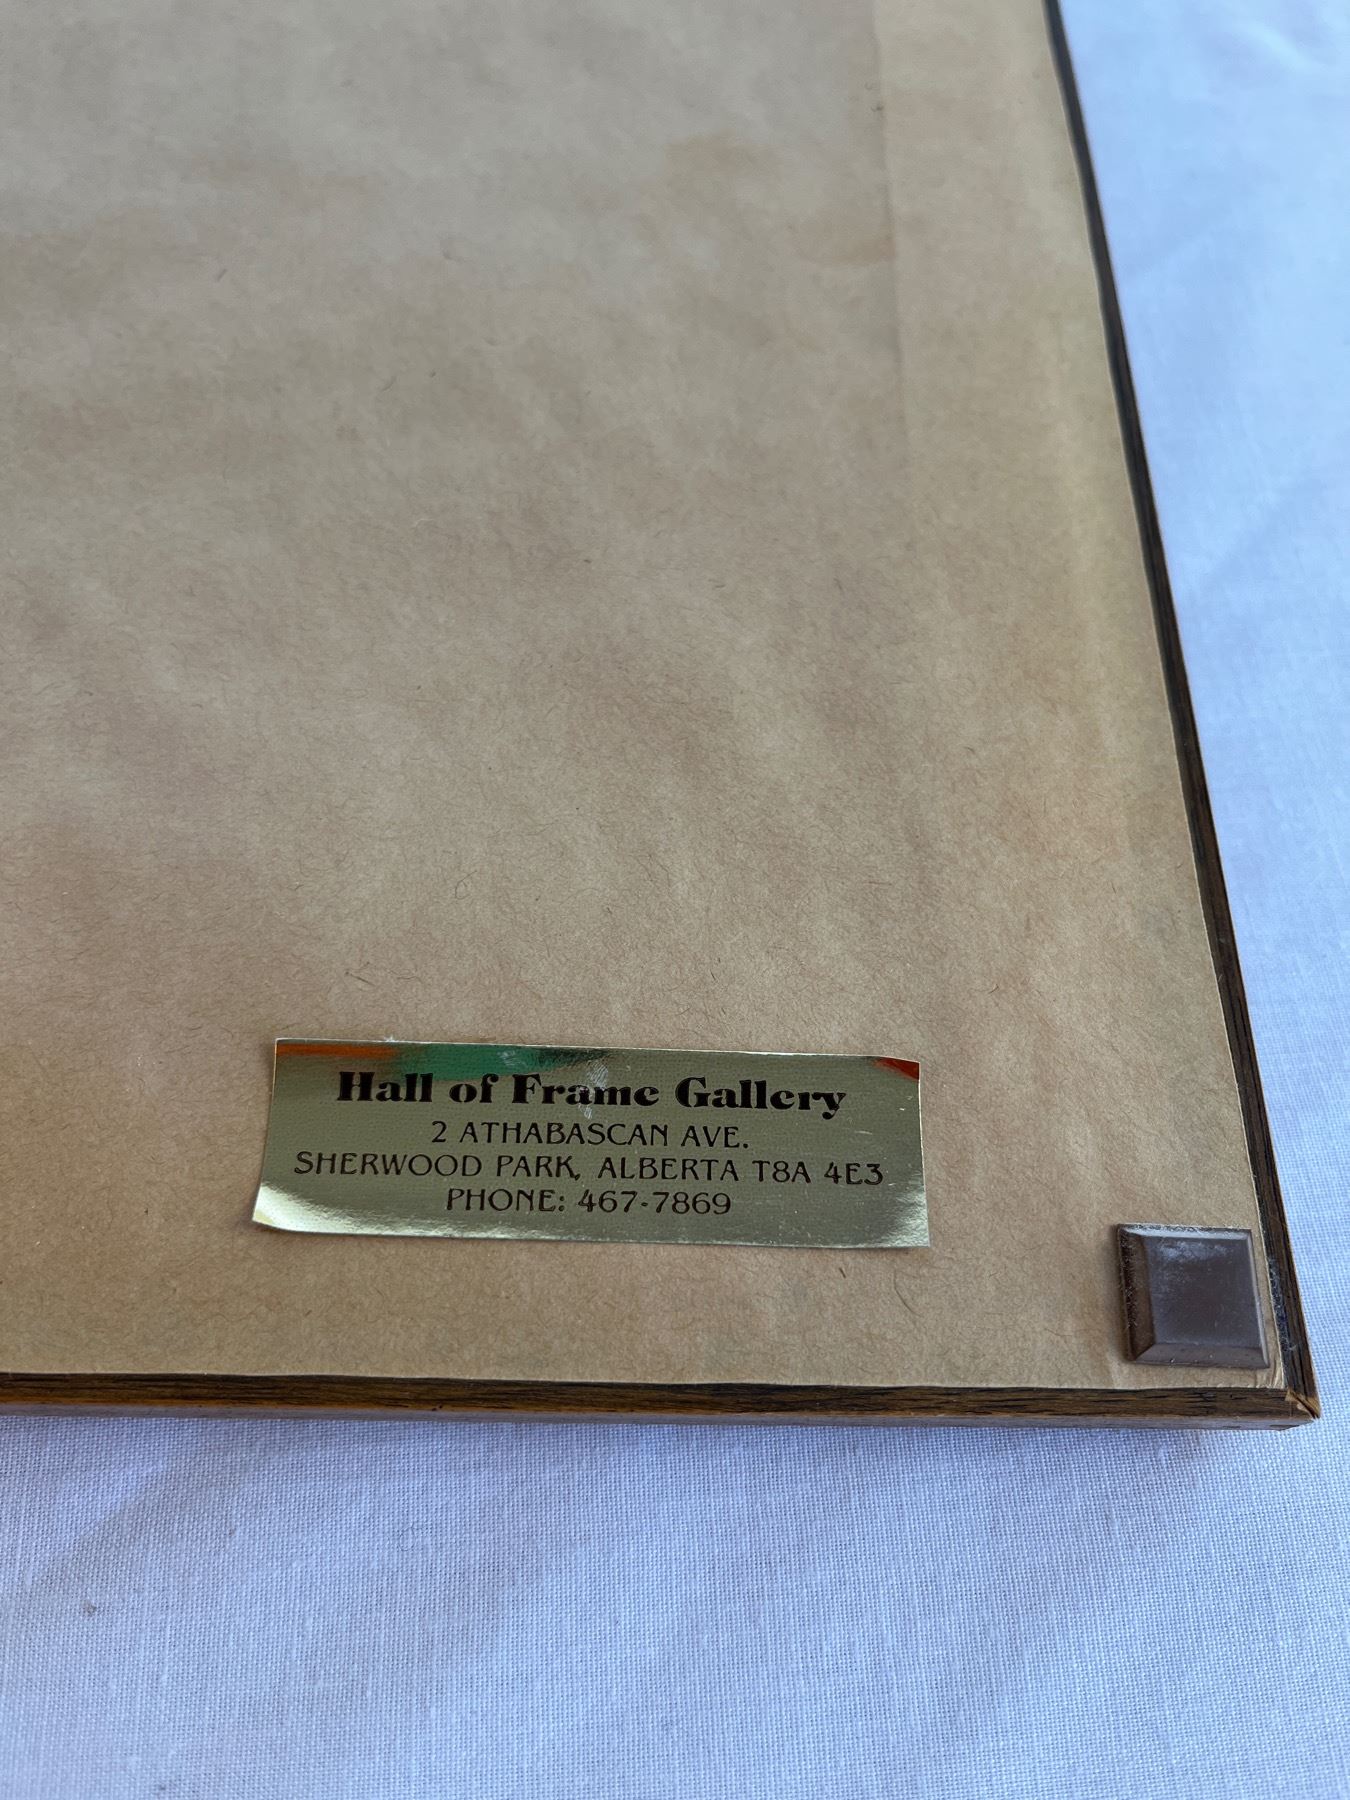 Hall of Frame Gallery
2 ATHABASCAN AVE.
SHERWOOD PARK, ALBERTA T8A 4E3
PHONE: 467-7869